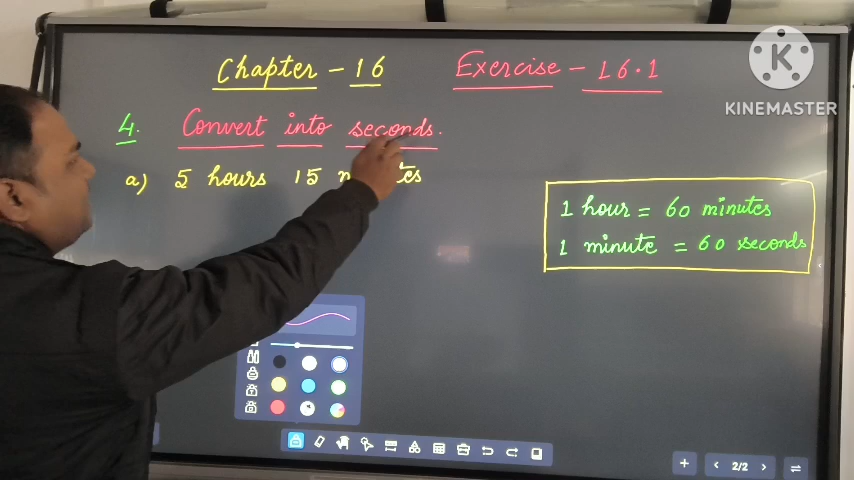 Chapter - 16 Exercise - 16.1
KINEMASTER
4. Convert into seconds.
a) 5 hours 15
1 hour = 60 minutes
1 minute = 60 seconds
2/2